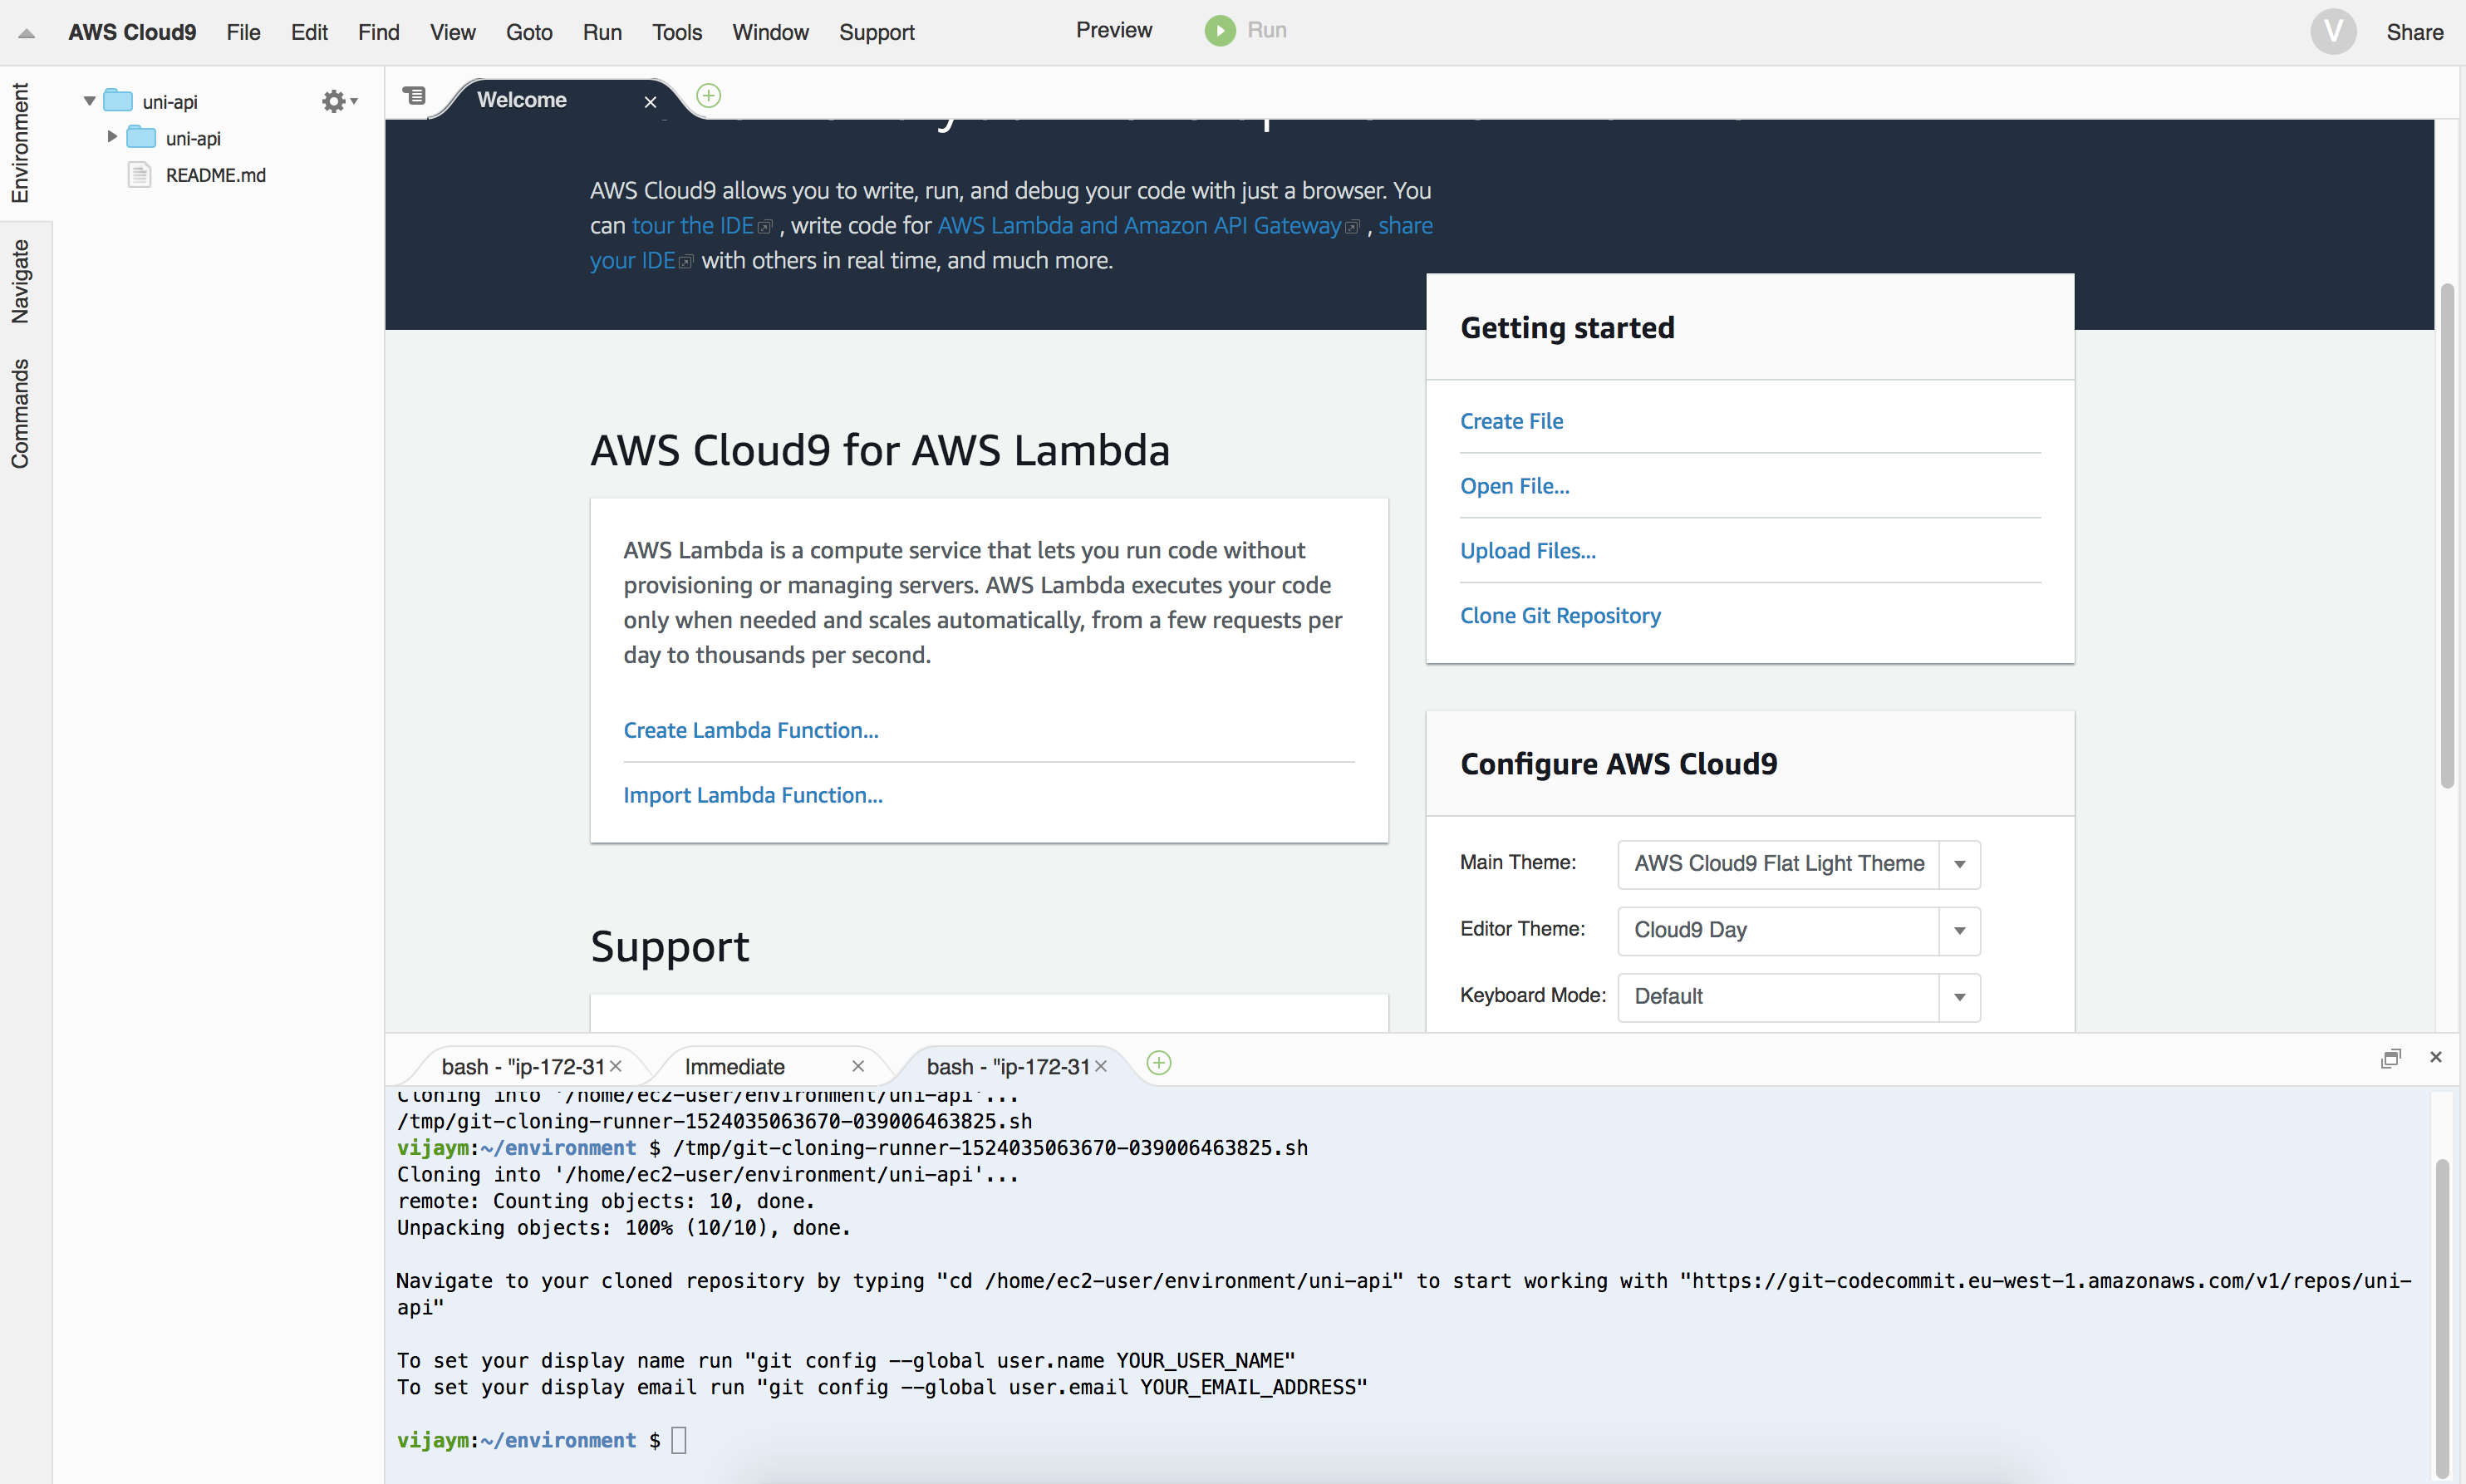 AWS Cloud9 File Edit Find View Goto Run Tools Window Support Preview Run V Share
Environment
Navigate
Commands
uni-api
uni-api
README.md
Welcome
AWS Cloud9 allows you to write, run, and debug your code with just a browser. You
can tour the IDE , write code for AWS Lambda and Amazon API Gateway , share
your IDE with others in real time, and much more.
Getting started
Create File
Open File...
Upload Files...
Clone Git Repository
AWS Cloud9 for AWS Lambda
AWS Lambda is a compute service that lets you run code without
provisioning or managing servers. AWS Lambda executes your code
only when needed and scales automatically, from a few requests per
day to thousands per second.
Create Lambda Function...
Import Lambda Function...
Configure AWS Cloud9
Main Theme: AWS Cloud9 Flat Light Theme
Editor Theme: Cloud9 Day
Keyboard Mode: Default
Support
bash - "ip-172-31 Immediate bash - "ip-172-31
Cloning into '/home/ec2-user/environment/uni-api'...
/tmp/git-cloning-runner-1524035063670-039006463825.sh
vijaym:~/environment $ /tmp/git-cloning-runner-1524035063670-039006463825.sh
Cloning into '/home/ec2-user/environment/uni-api'...
remote: Counting objects: 10, done.
Unpacking objects: 100% (10/10), done.
Navigate to your cloned repository by typing "cd /home/ec2-user/environment/uni-api" to start working with "https://git-codecommit.eu-west-1.amazonaws.com/v1/repos/uni-
api"
To set your display name run "git config --global user.name YOUR_USER_NAME"
To set your display email run "git config --global user.email YOUR_EMAIL_ADDRESS"
vijaym:~/environment $